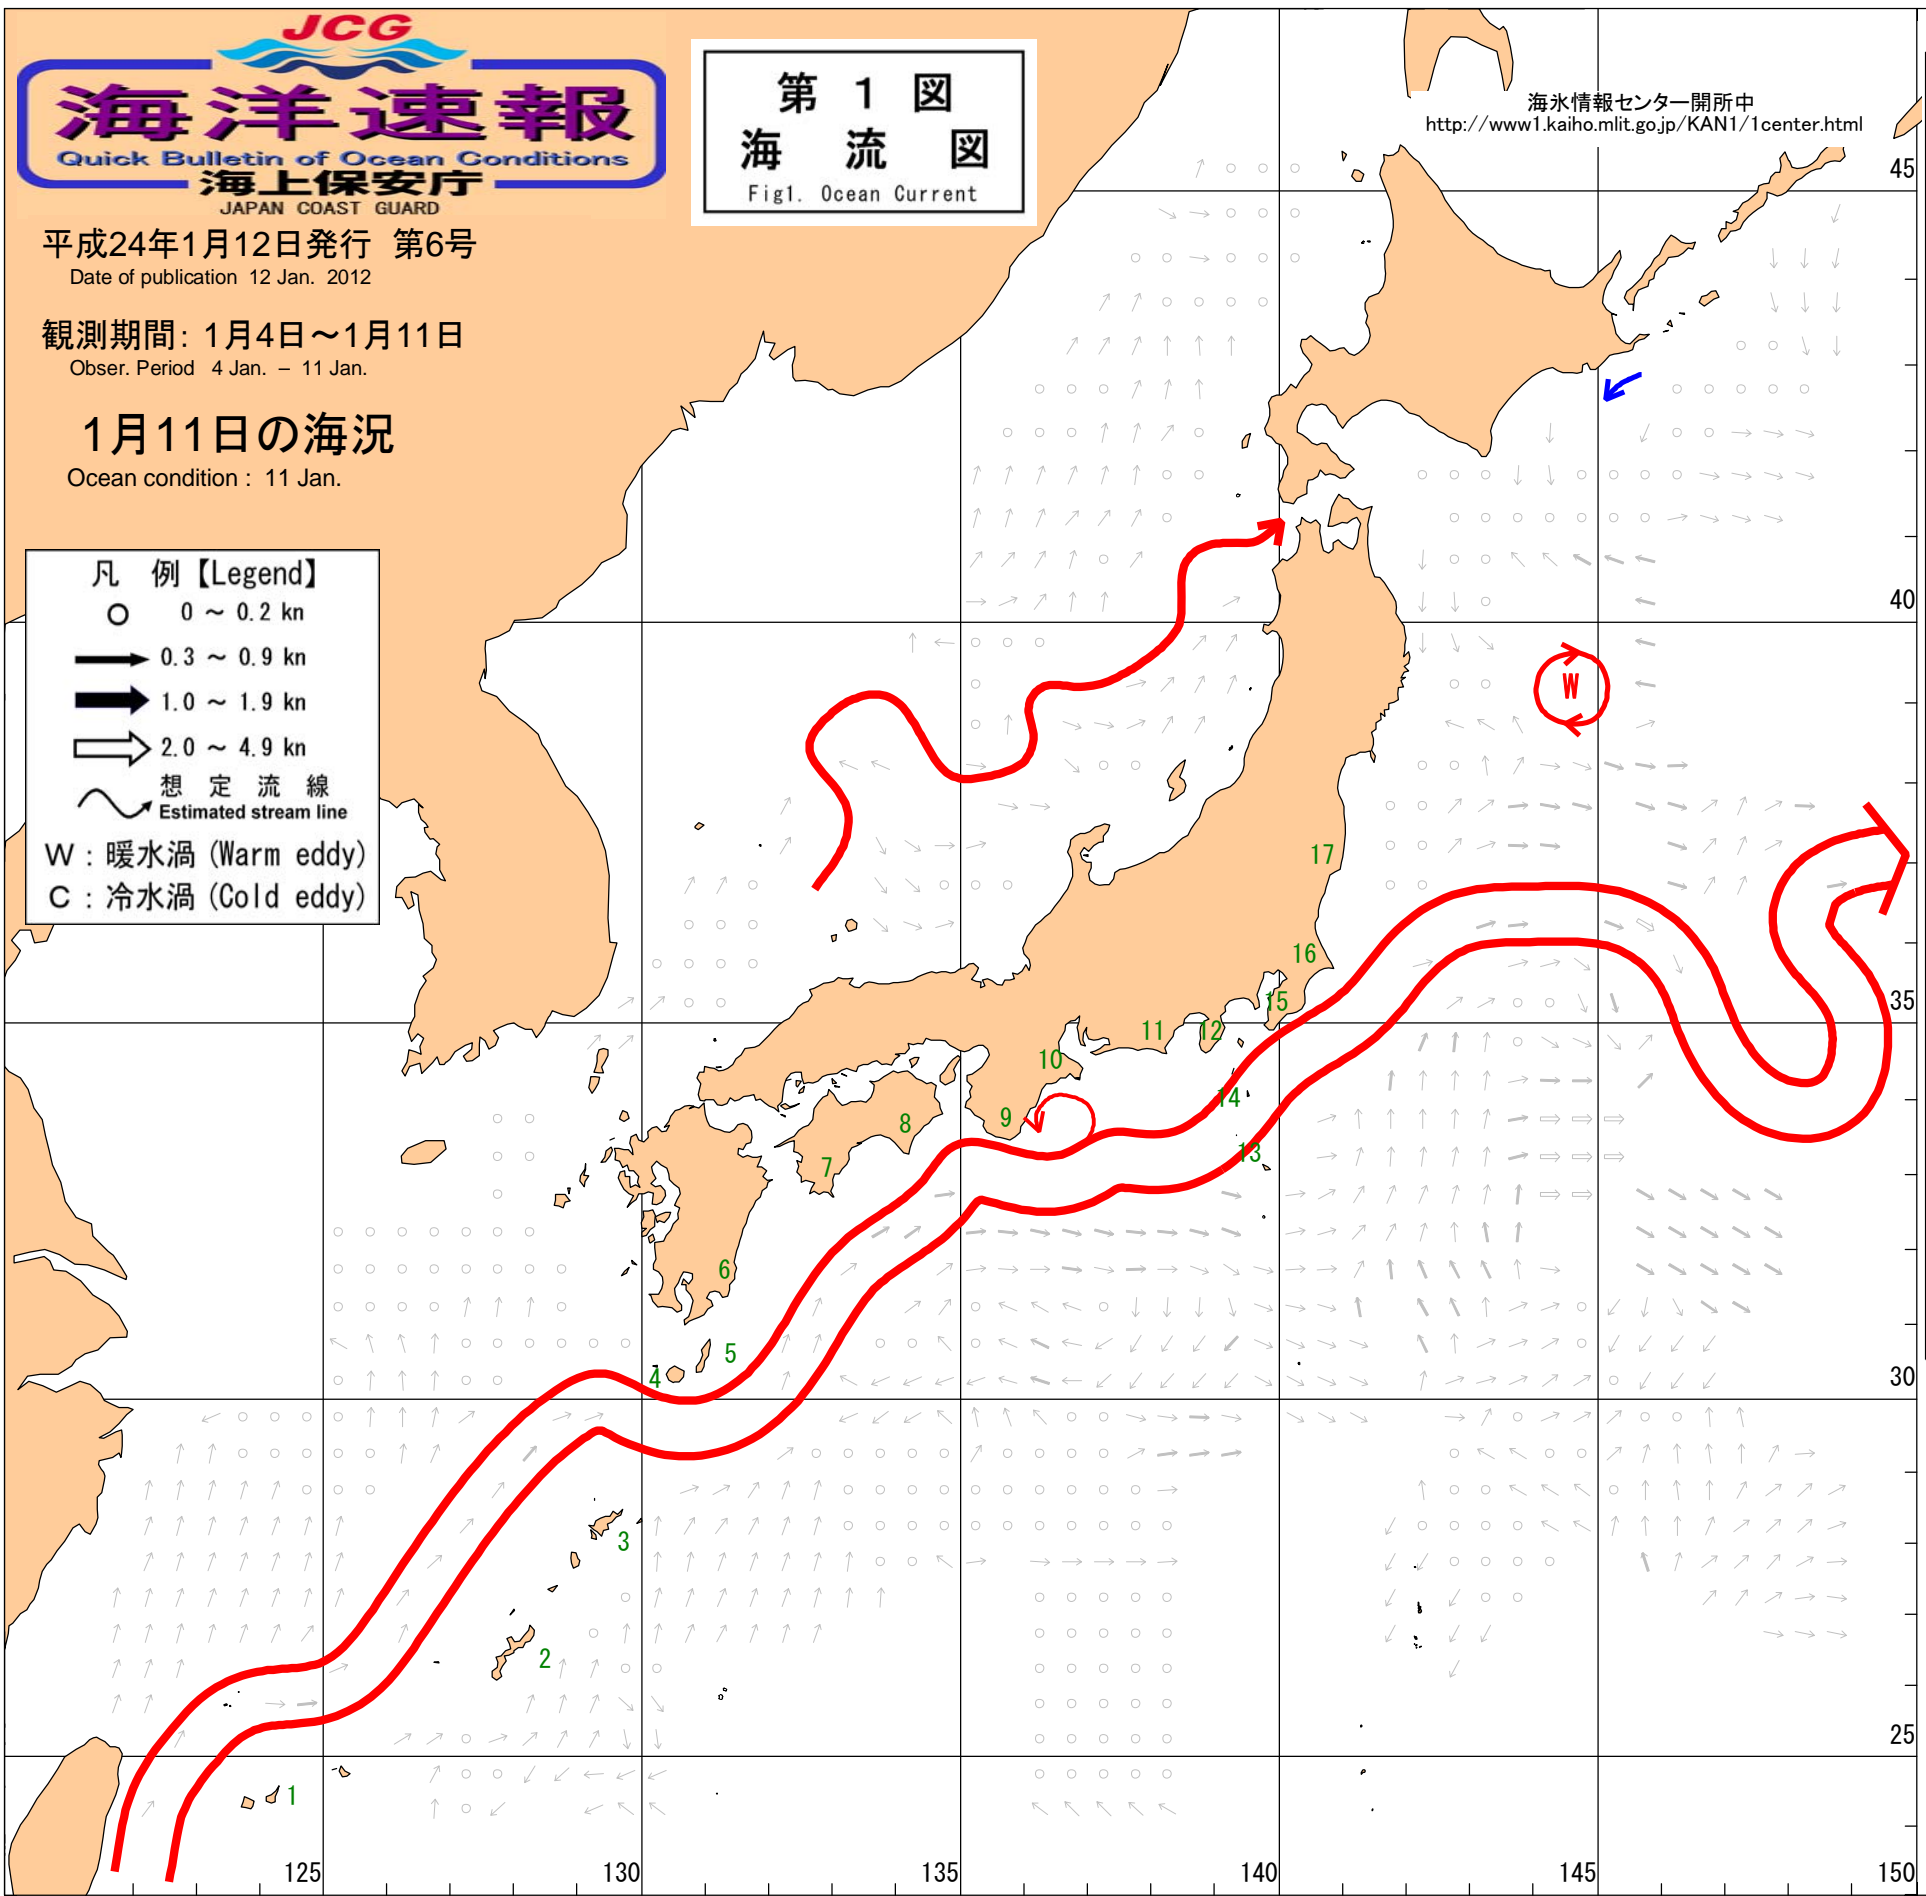 JCG
海洋速報
Quick Bulletin of Ocean Conditions
海上保安庁
JAPAN COAST GUARD
平成24年1月12日発行 第6号
Date of publication 12 Jan. 2012
観測期間: 1月4日～1月11日
Obser. Period 4 Jan. – 11 Jan.
1月11日の海況
Ocean condition : 11 Jan.
第 1 図
海 流 図
Fig1. Ocean Current
海氷情報センター開所中
http://www1.kaiho.mlit.go.jp/KAN1/1center.html
凡 例【Legend】
0 ～ 0.2 kn
0.3 ～ 0.9 kn
1.0 ～ 1.9 kn
2.0 ～ 4.9 kn
想 定 流 線
Estimated stream line
W : 暖水渦 (Warm eddy)
C : 冷水渦 (Cold eddy)
45
40
W
17
16
35
15
12
11
10
14
9
8
13
7
6
5
4
30
3
2
25
1
125
130
135
140
145
150